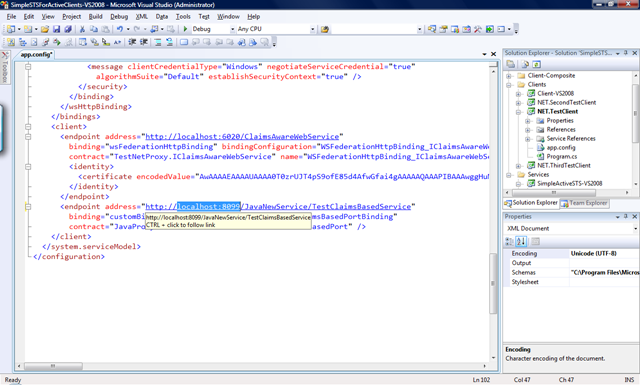 SimpleSTSForActiveClients-VS2008 - Microsoft Visual Studio (Administrator)
File Edit View Project Build Debug XML Data Tools Test Window Help
Debug Any CPU
Toolbox
app.config*
<message clientCredentialType="Windows" negotiateServiceCredential="true"
algorithmSuite="Default" establishSecurityContext="true" />
</security>
</binding>
</wsHttpBinding>
</bindings>
<client>
<endpoint address="http://localhost:6020/ClaimsAwareWebService"
binding="wsFederationHttpBinding" bindingConfiguration="WSFederationHttpBinding_IClaimsAwareWe
contract="TestNetProxy.IClaimsAwareWebService" name="WSFederationHttpBinding_IClaimsAwareWeb
<identity>
</identity>
</endpoint>
<endpoint address="http://localhost:8099/JavaNewService/TestClaimsBasedService"
binding="customBi
aimsBasedPortBinding
http://localhost:8099/JavaNewService/TestClaimsBasedService
CTRL + click to follow link
contract="JavaPro
asedPort" />
</client>
</system.serviceModel>
</configuration>
Solution Explorer - Solution 'SimpleSTS...
Client-Composite
Clients
Client-VS2008
NET.SecondTestClient
NET.TestClient
Properties
References
Service References
app.config
Program.cs
NET.ThirdTestClient
Services
SimpleActiveSTS-VS2008
Solution Explorer Team Explorer
Properties
XML Document
Encoding Unicode (UTF-8)
Output
Schemas "C:\Program Files\Micros
Stylesheet
Encoding
Character encoding of the document.
Ready Ln 102 Col 47 Ch 47 INS